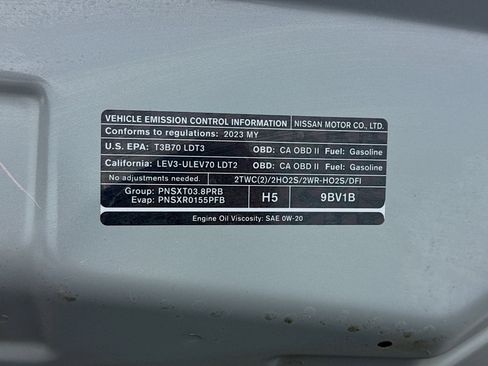 VEHICLE EMISSION CONTROL INFORMATION NISSAN MOTOR CO., LTD.
Conforms to regulations: 2023 MY
U.S. EPA: T3B70 LDT3 OBD: CA OBD II Fuel: Gasoline
California: LEV3-ULEV70 LDT2 OBD: CA OBD II Fuel: Gasoline
No adjustments needed. 2TWC(2)/2HO2S/2WR-HO2S/DFI
Group: PNSXT03.8PRB
Evap: PNSXR0155PFB
H5 9BV1B
Engine Oil Viscosity: SAE 0W-20